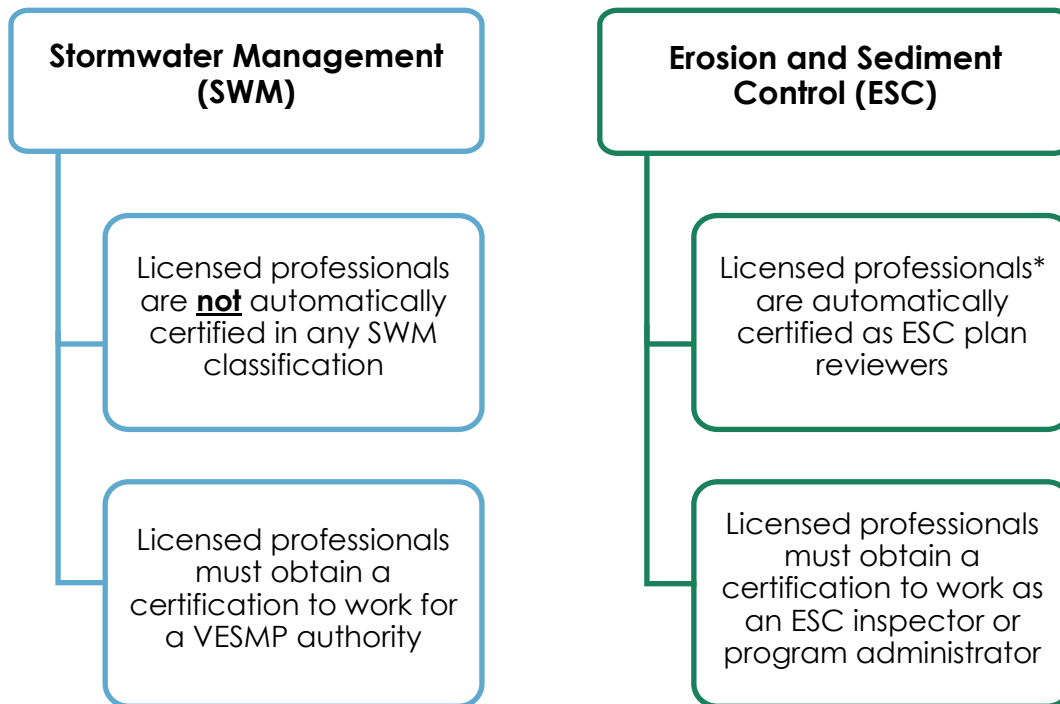 Stormwater Management
(SWM)
Licensed professionals
are not automatically
certified in any SWM
classification
Licensed professionals
must obtain a
certification to work for
a VESMP authority
Erosion and Sediment
Control (ESC)
Licensed professionals*
are automatically
certified as ESC plan
reviewers
Licensed professionals
must obtain a
certification to work as
an ESC inspector or
program administrator